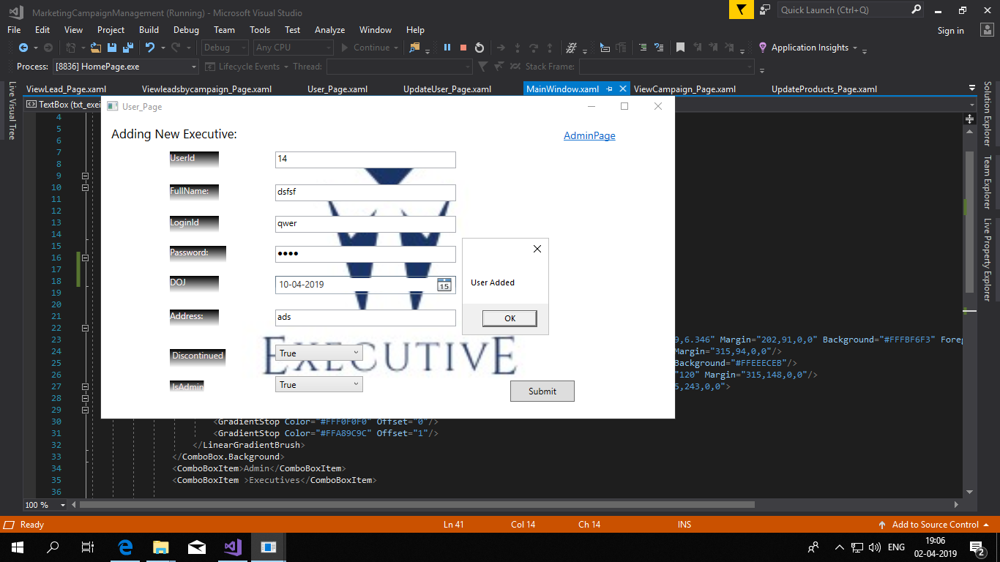 MarketingCampaignManagement (Running) - Microsoft Visual Studio
Quick Launch (Ctrl+Q)
File Edit View Project Build Debug Team Tools Test Analyze Window Help
Sign in
Debug Any CPU Continue Application Insights
Process: [8836] HomePage.exe Lifecycle Events Thread: Stack Frame:
ViewLead_Page.xaml Viewleadsbycampaign_Page.xaml User_Page.xaml UpdateUser_Page.xaml MainWindow.xaml ViewCampaign_Page.xaml UpdateProducts_Page.xaml
Live Visual Tree
Solution Explorer
Team Explorer
Live Property Explorer
TextBox (txt_exe
User_Page
Adding New Executive:
AdminPage
UserId 14
FullName: dsfsf
LoginId qwer
Password: ●●●●
DOJ 10-04-2019 15
Address: ads
Discontinued True
IsAdmin True
EXECUTIVE
Submit
User Added
OK
4
5
6
7
8
9
10
11
12
13
14
15
16
17
18
19
20
21
22
23 9,6.346" Margin="202,91,0,0" Background="#FFFBF6F3" Foreg
24 Margin="315,94,0,0"/>
25 Background="#FFEEECEB"/>
26 "120" Margin="315,148,0,0"/>
27 5,243,0,0">
28
29
30 <GradientStop Color="#FFF0F0F0" Offset="0"/>
31 <GradientStop Color="#FFA89C9C" Offset="1"/>
32 </LinearGradientBrush>
33 </ComboBox.Background>
34 <ComboBoxItem>Admin</ComboBoxItem>
35 <ComboBoxItem >Executives</ComboBoxItem>
36
100 %
Ready Ln 41 Col 14 Ch 14 INS Add to Source Control
ENG 19:06
02-04-2019 2